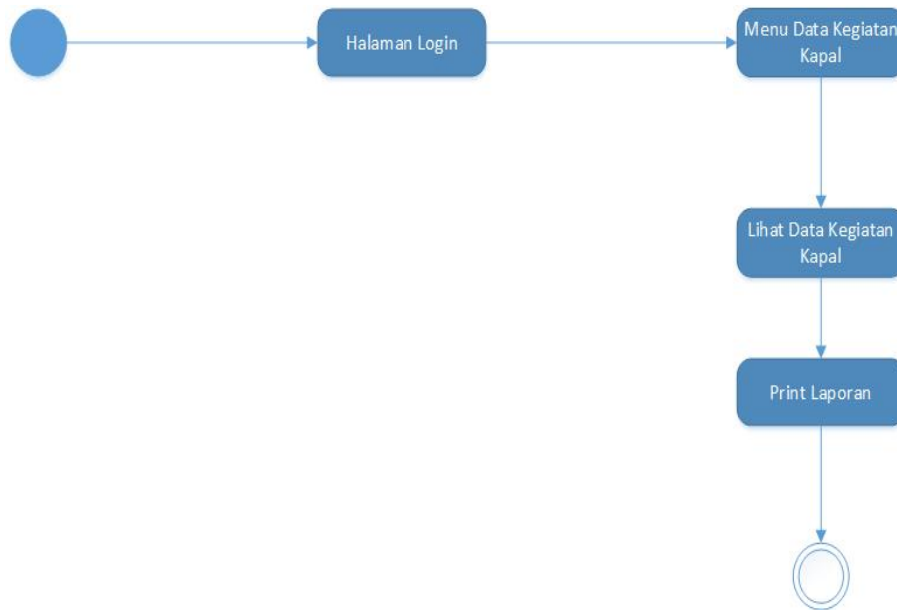 Halaman Login
Menu Data Kegiatan
Kapal
Lihat Data Kegiatan
Kapal
Print Laporan